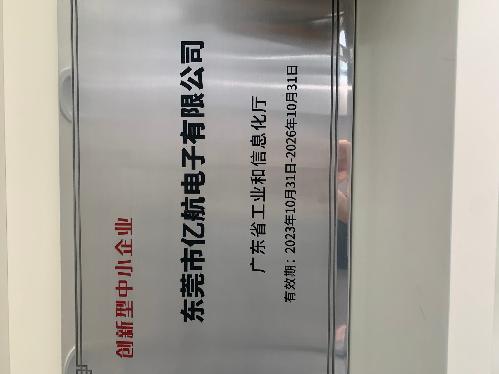 创新型中小企业
东莞市亿航电子有限公司
广东省工业和信息化厅
有效期：2023年10月31日-2026年10月31日